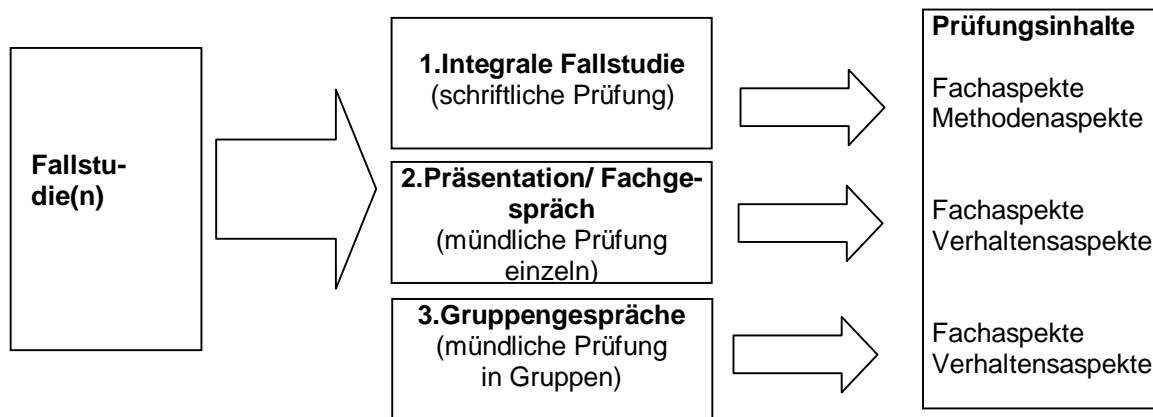 Fallstu-
die(n)
1.Integrale Fallstudie
(schriftliche Prüfung)
2.Präsentation/ Fachge-
spräch
(mündliche Prüfung
einzeln)
3.Gruppengespräche
(mündliche Prüfung
in Gruppen)
Prüfungsinhalte
Fachaspekte
Methodenaspekte
Fachaspekte
Verhaltensaspekte
Fachaspekte
Verhaltensaspekte